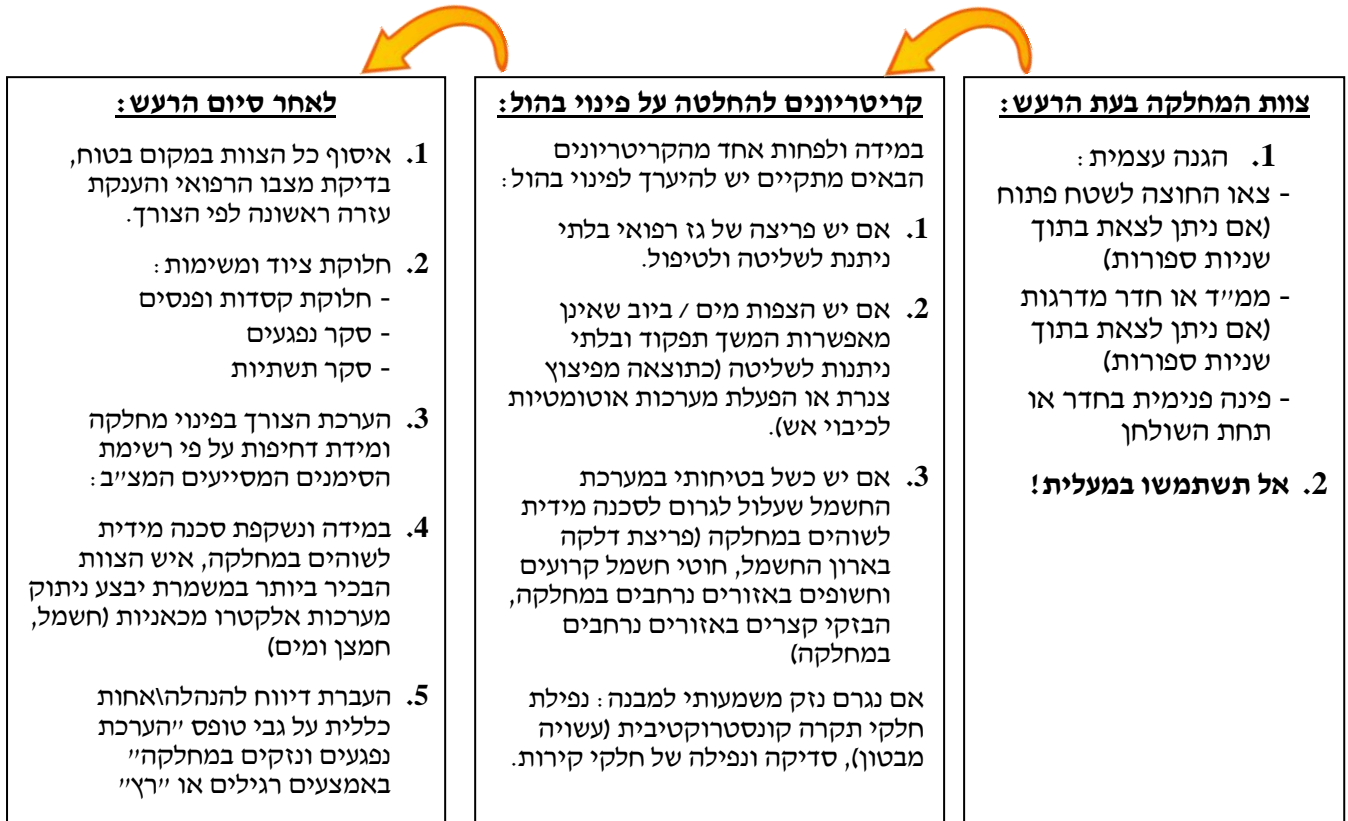 צוות המחלקה בעת הרעש:
1. הגנה עצמית:
- צאו החוצה לשטח פתוח
(אם ניתן לצאת בתוך
שניות ספורות)
- ממ״ד או חדר מדרגות
(אם ניתן לצאת בתוך
שניות ספורות)
- פינה פנימית בחדר או
תחת השולחן
2. אל תשתמשו במעלית!
קריטריונים להחלטה על פינוי בהול:
במידה ולפחות אחד מהקריטריונים
הבאים מתקיים יש להיערך לפינוי בהול:
1. אם יש פריצה של גז רפואי בלתי
ניתנת לשליטה ולטיפול.
2. אם יש הצפות מים / ביוב שאינן
מאפשרות המשך תפקוד ובלתי
ניתנות לשליטה (כתוצאה מפיצוץ
צנרת או הפעלת מערכות אוטומטיות
לכיבוי אש).
3. אם יש כשל בטיחותי במערכת
החשמל שעלול לגרום לסכנה מידית
לשוהים במחלקה (פריצת דלקה
בארון החשמל, חוטי חשמל קרועים
וחשופים באזורים נרחבים במחלקה,
הבזקי קצרים באזורים נרחבים
במחלקה)
אם נגרם נזק משמעותי למבנה: נפילת
חלקי תקרה קונסטרוקטיבית (עשויה
מבטון), סדיקה ונפילה של חלקי קירות.
לאחר סיום הרעש:
1. איסוף כל הצוות במקום בטוח,
בדיקת מצבו הרפואי והענקת
עזרה ראשונה לפי הצורך.
2. חלוקת ציוד ומשימות:
- חלוקת קסדות ופנסים
- סקר נפגעים
- סקר תשתיות
3. הערכת הצורך בפינוי מחלקה
ומידת דחיפות על פי רשימת
הסימנים המסייעים המצ״ב:
4. במידה ונשקפת סכנה מידית
לשוהים במחלקה, איש הצוות
הבכיר ביותר במשמרת יבצע ניתוק
מערכות אלקטרו מכאניות (חשמל,
חמצן ומים)
5. העברת דיווח להנהלה\אחות
כללית על גבי טופס ״הערכת
נפגעים ונזקים במחלקה״
באמצעים רגילים או ״רץ״